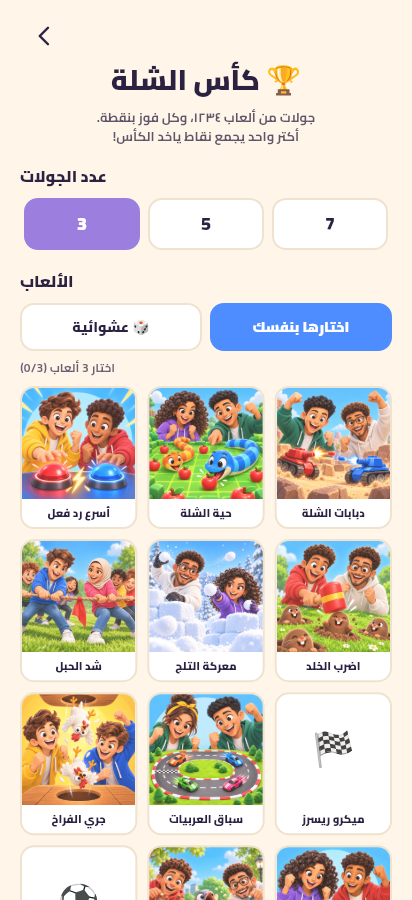 كأس الشلة 🏆
جولات من ألعاب ١٢٣٤، وكل فوز بنقطة.
أكتر واحد يجمع نقاط ياخد الكأس!
عدد الجولات
3
5
7
الألعاب
🎲 عشوائية
اختارها بنفسك
اختار 3 ألعاب (0/3)
أسرع رد فعل
حية الشلة
دبابات الشلة
شد الحبل
معركة التلج
اضرب الخلد
جري الفراخ
سباق العربيات
ميكرو ريسرز